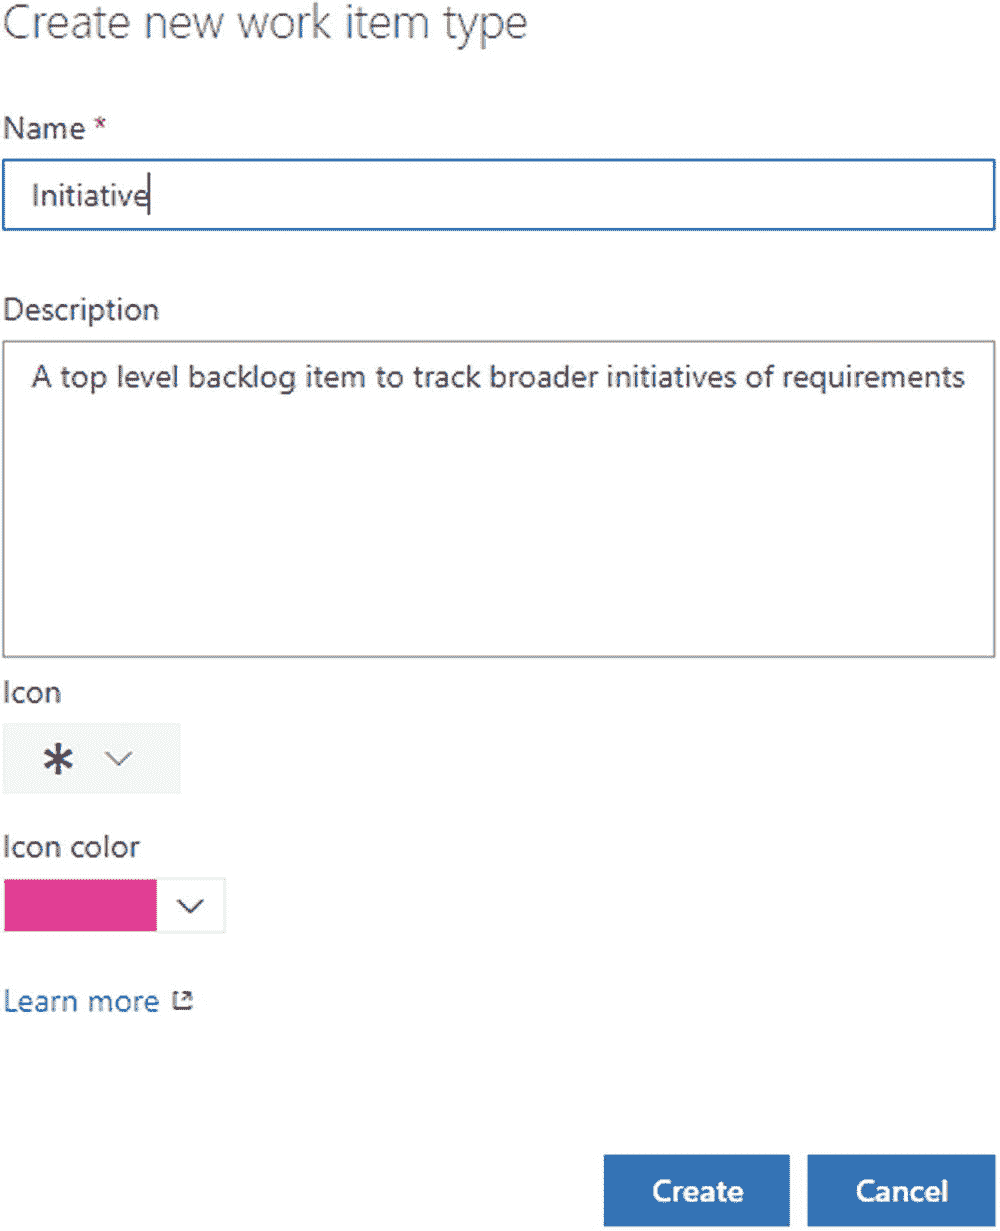 Create new work item type
Name *
Initiative
Description
A top level backlog item to track broader initiatives of requirements
Icon
Icon color
Learn more
Create
Cancel